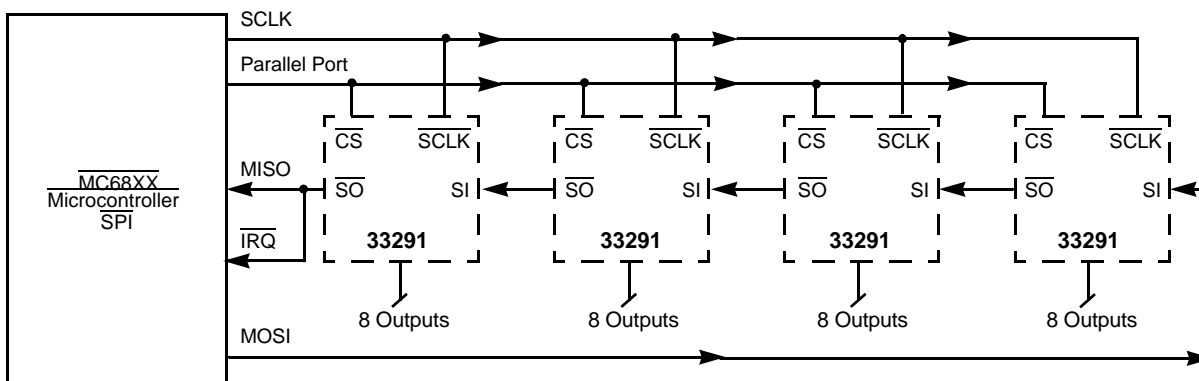 SCLK
Parallel Port
CS SCLK CS SCLK CS SCLK CS SCLK
MISO
MC68XX
Microcontroller
SPI
SO SI SO SI SO SI SO SI
IRQ
33291 33291 33291 33291
8 Outputs 8 Outputs 8 Outputs 8 Outputs
MOSI